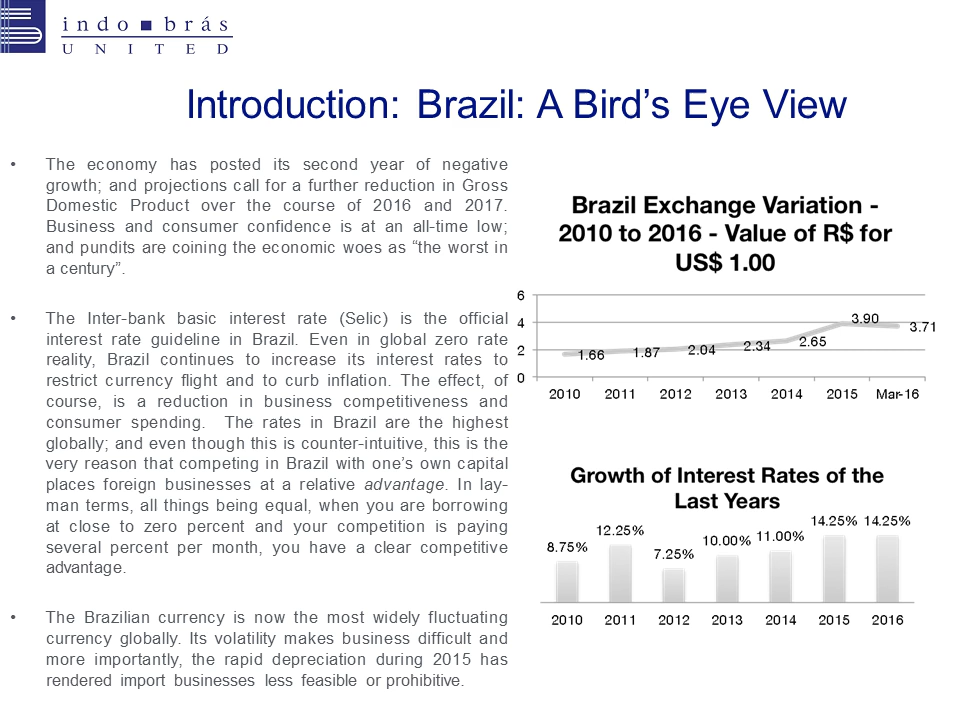 indo brás
UNITED
Introduction: Brazil: A Bird’s Eye View
• The economy has posted its second year of negative
growth; and projections call for a further reduction in Gross
Domestic Product over the course of 2016 and 2017.
Business and consumer confidence is at an all-time low;
and pundits are coining the economic woes as “the worst in
a century”.
• The Inter-bank basic interest rate (Selic) is the official
interest rate guideline in Brazil. Even in global zero rate
reality, Brazil continues to increase its interest rates to
restrict currency flight and to curb inflation. The effect, of
course, is a reduction in business competitiveness and
consumer spending. The rates in Brazil are the highest
globally; and even though this is counter-intuitive, this is the
very reason that competing in Brazil with one’s own capital
places foreign businesses at a relative advantage. In lay-
man terms, all things being equal, when you are borrowing
at close to zero percent and your competition is paying
several percent per month, you have a clear competitive
advantage.
• The Brazilian currency is now the most widely fluctuating
currency globally. Its volatility makes business difficult and
more importantly, the rapid depreciation during 2015 has
rendered import businesses less feasible or prohibitive.
Brazil Exchange Variation -
2010 to 2016 - Value of R$ for
US$ 1.00
6
4
2
0
1.66 1.87 2.04 2.34 2.65 3.90 3.71
2010 2011 2012 2013 2014 2015 Mar-16
Growth of Interest Rates of the
Last Years
8.75% 12.25% 7.25% 10.00% 11.00% 14.25% 14.25%
2010 2011 2012 2013 2014 2015 2016